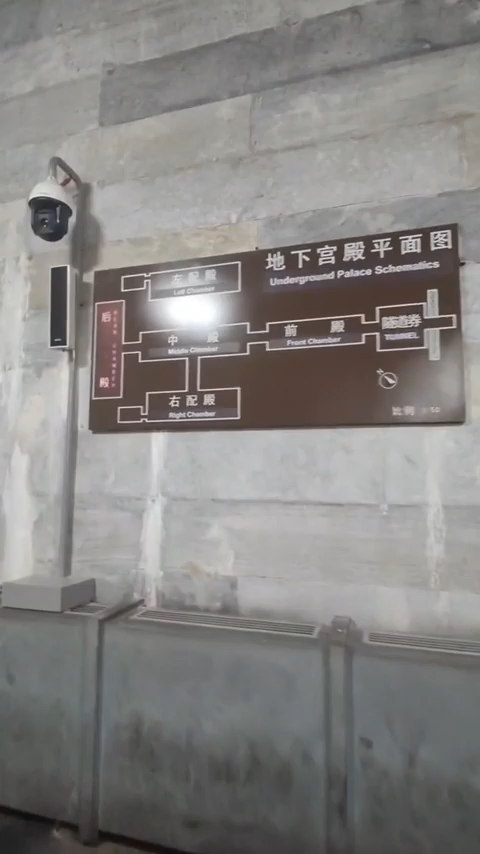 地下宫殿平面图
Underground Palace Schematics
左配殿
Left Chamber
后殿
中殿
Middle Chamber
前殿
Front Chamber
隧道券
TUNNEL
右配殿
Right Chamber
比例